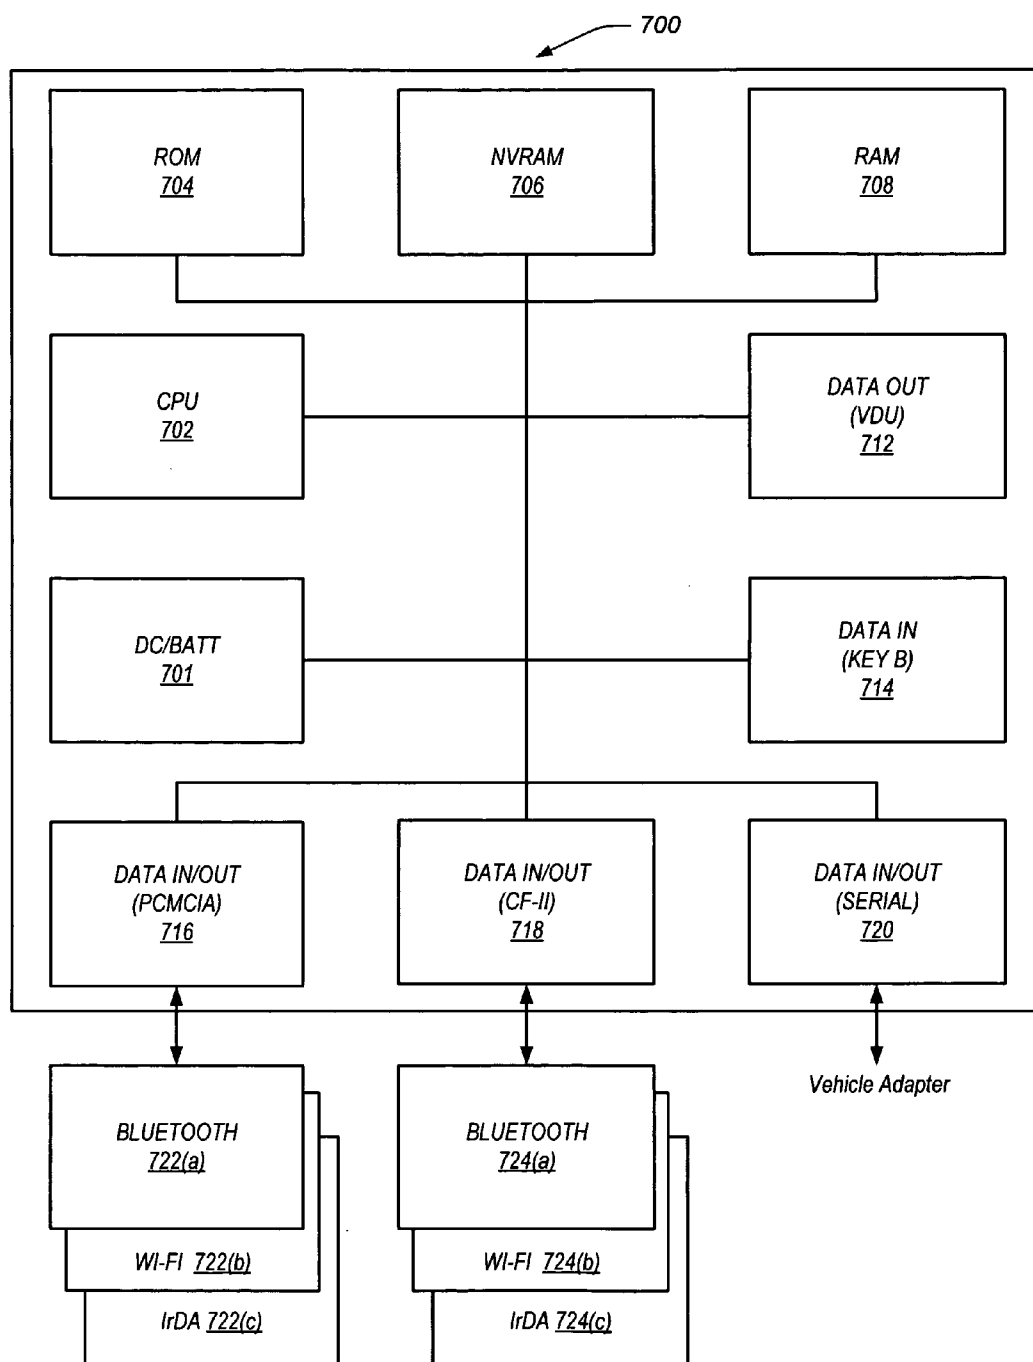 700
ROM
704
NVRAM
706
RAM
708
CPU
702
DATA OUT
(VDU)
712
DC/BATT
701
DATA IN
(KEY B)
714
DATA IN/OUT
(PCMCIA)
716
DATA IN/OUT
(CF-II)
718
DATA IN/OUT
(SERIAL)
720
Vehicle Adapter
BLUETOOTH
722(a)
WI-FI 722(b)
IrDA 722(c)
BLUETOOTH
724(a)
WI-FI 724(b)
IrDA 724(c)